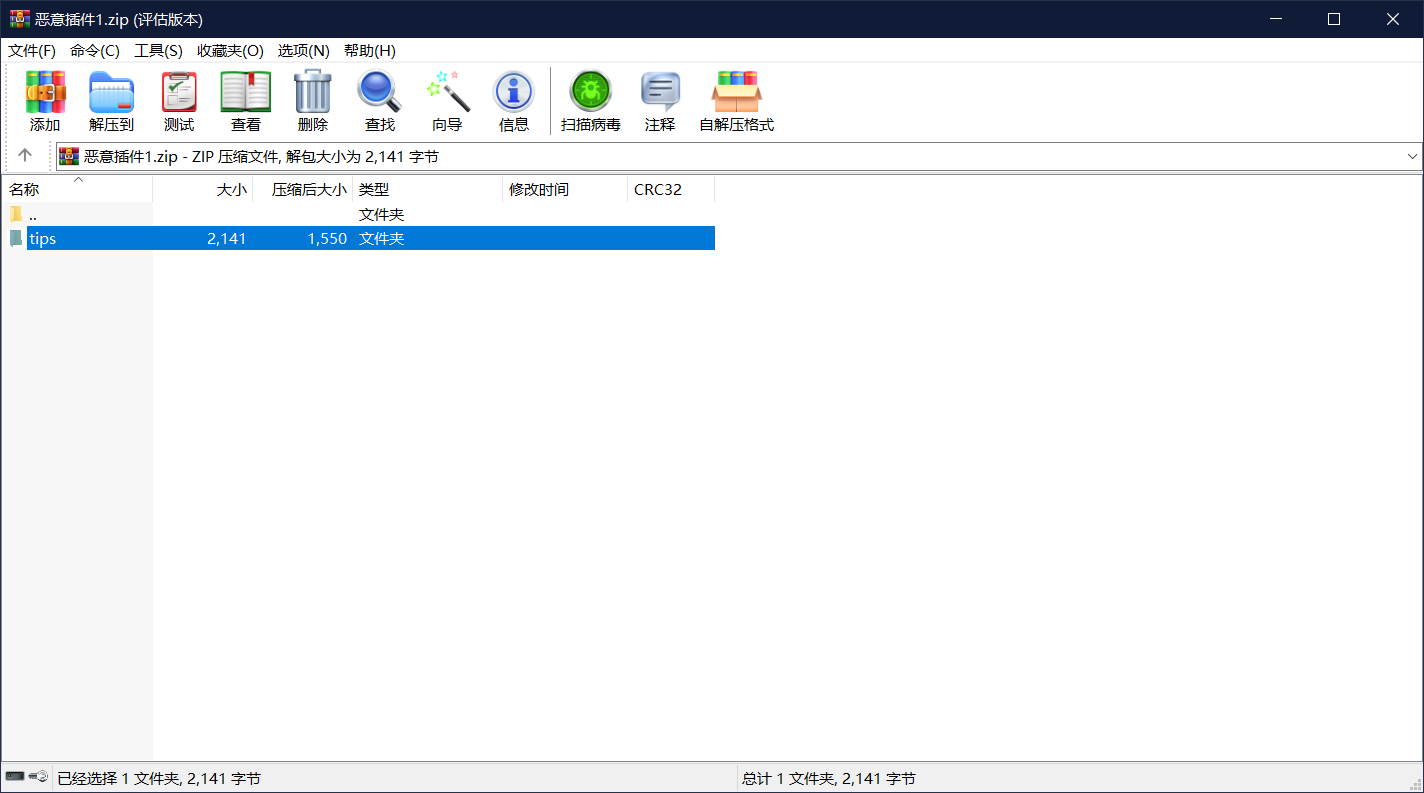 恶意插件1.zip (评估版本)
文件(F) 命令(C) 工具(S) 收藏夹(O) 选项(N) 帮助(H)
添加 解压到 测试 查看 删除 查找 向导 信息 扫描病毒 注释 自解压格式
恶意插件1.zip - ZIP 压缩文件, 解包大小为 2,141 字节
名称 大小 压缩后大小 类型 修改时间 CRC32
.. 文件夹
tips 2,141 1,550 文件夹
已经选择 1 文件夹, 2,141 字节 总计 1 文件夹, 2,141 字节